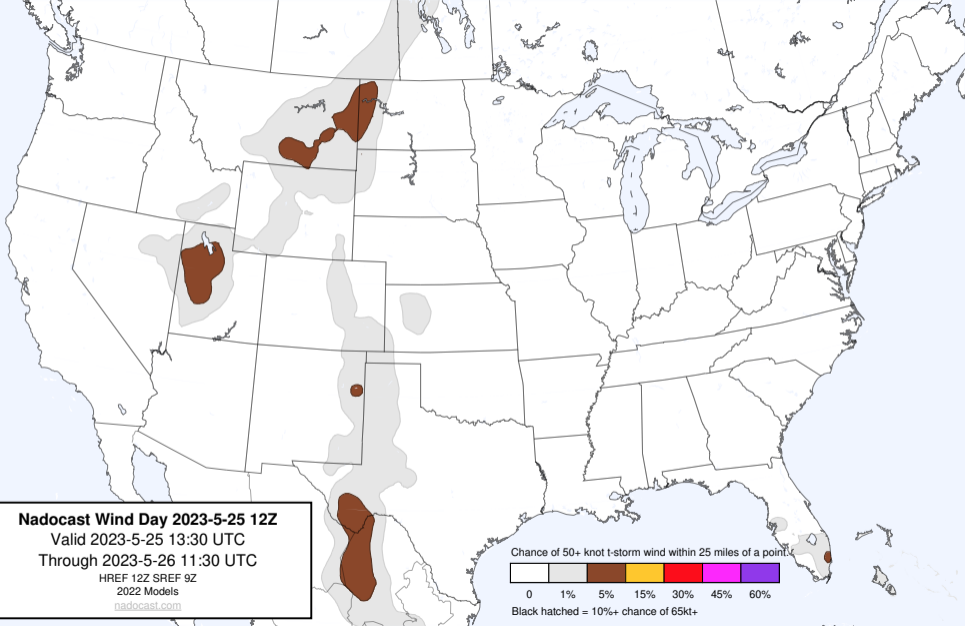 Nadocast Wind Day 2023-5-25 12Z
Valid 2023-5-25 13:30 UTC
Through 2023-5-26 11:30 UTC
HREF 12Z SREF 9Z
2022 Models
nadocast.com
Chance of 50+ knot t-storm wind within 25 miles of a point.
0 1% 5% 15% 30% 45% 60%
Black hatched = 10%+ chance of 65kt+